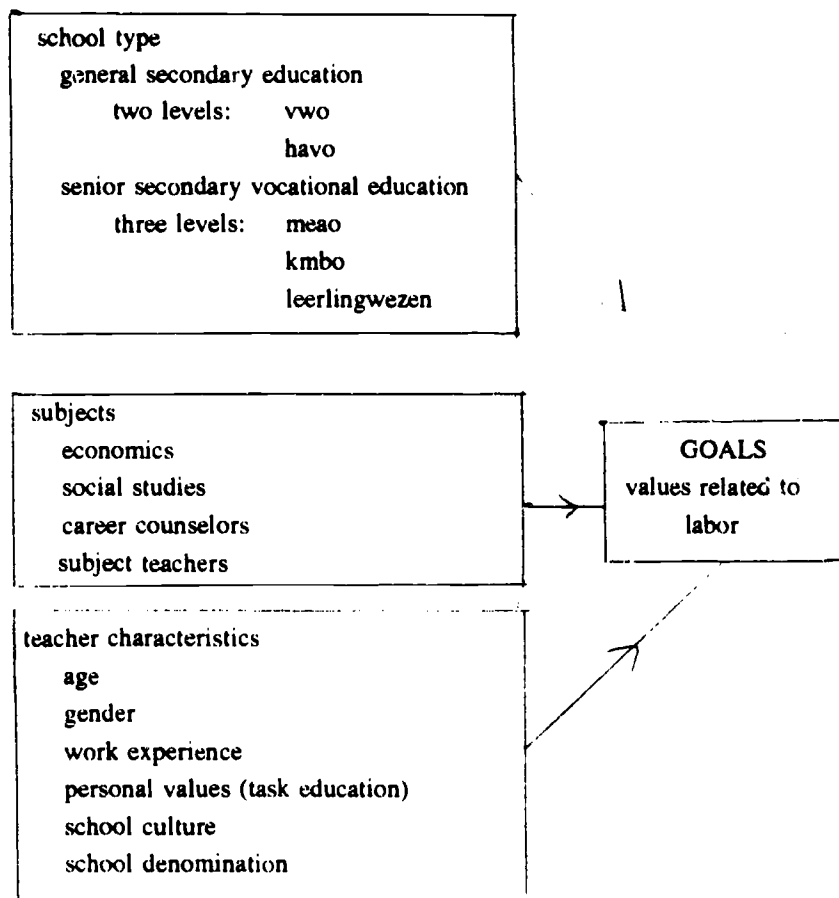 school type
general secondary education
two levels: vwo
havo
senior secondary vocational education
three levels: meao
kmbo
leerlingwezen
subjects
economics
social studies
career counselors
subject teachers
GOALS
values related to
labor
teacher characteristics
age
gender
work experience
personal values (task education)
school culture
school denomination